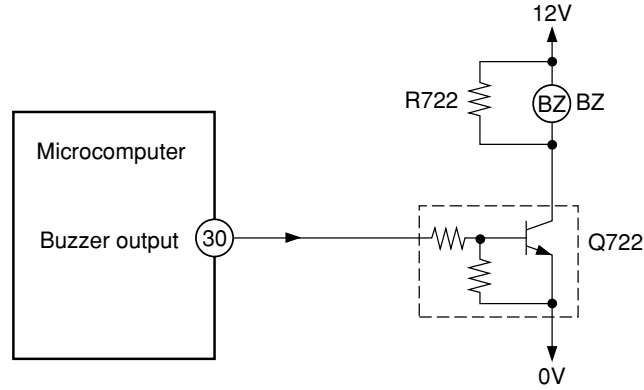 12V
R722
BZ BZ
Microcomputer
Buzzer output 30
Q722
0V